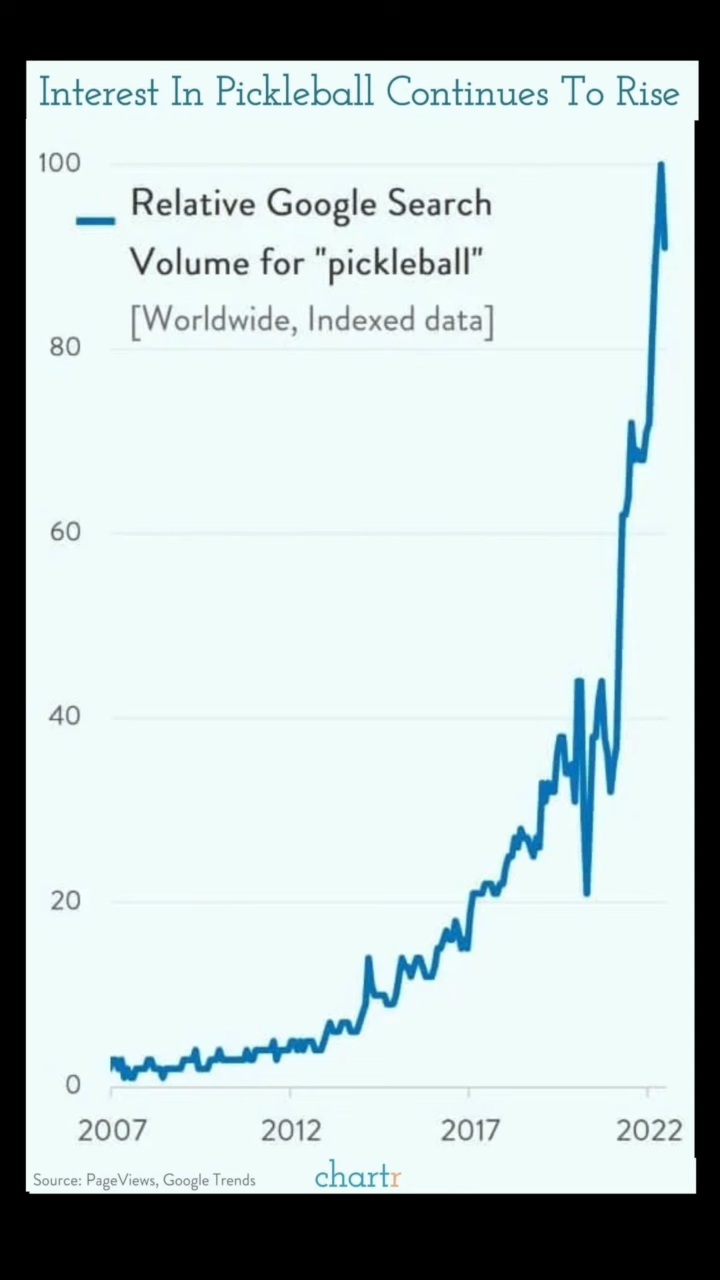 Interest In Pickleball Continues To Rise
100
Relative Google Search
Volume for "pickleball"
[Worldwide, Indexed data]
80
60
40
20
0
2007 2012 2017 2022
Source: PageViews, Google Trends
chartr